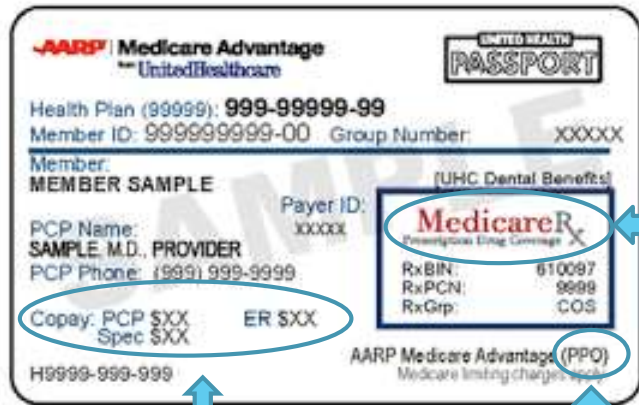 AARP | Medicare Advantage
from UnitedHealthcare
UNITED HEALTH
PASSPORT
Health Plan (99999): 999-99999-99
Member ID: 999999999-00 Group Number: XXXXX
Member:
MEMBER SAMPLE
[UHC Dental Benefits]
Payer ID:
XXXXX
PCP Name:
SAMPLE, M.D., PROVIDER
PCP Phone: (999) 999-9999
MedicareRx
Prescription Drug Coverage
RxBIN: 610097
RxPCN: 9999
RxGrp: COS
Copay: PCP $XX ER $XX
Spec $XX
H9999-999-999
AARP Medicare Advantage (PPO)
Medicare limiting charges apply
SAMPLE